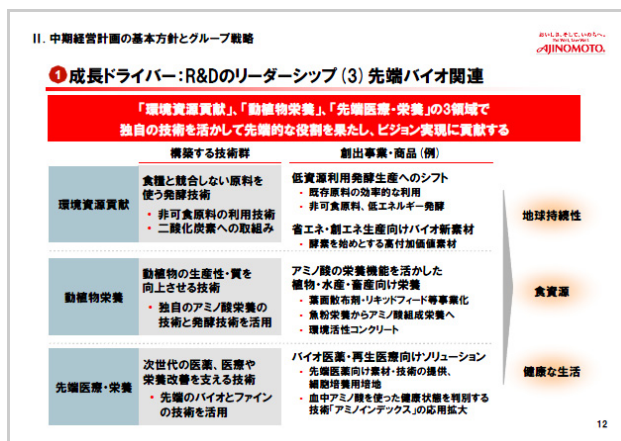 II. 中期経営計画の基本方針とグループ戦略
おいしさ、そして、いのちへ。
Eat Well, Live Well.
AJINOMOTO.
1 成長ドライバー:R&Dのリーダーシップ(3) 先端バイオ関連
「環境資源貢献」、「動植物栄養」、「先端医療・栄養」の3領域で
独自の技術を活かして先端的な役割を果たし、ビジョン実現に貢献する
構築する技術群
創出事業・商品(例)
環境資源貢献
食糧と競合しない原料を
使う発酵技術
・非可食原料の利用技術
・二酸化炭素への取組み
低資源利用発酵生産へのシフト
・既存原料の効率的な利用
・非可食原料、低エネルギー発酵
省エネ・創エネ生産向けバイオ新素材
・酵素を始めとする高付加価値素材
地球持続性
動植物栄養
動植物の生産性・質を
向上させる技術
・独自のアミノ酸栄養の
技術と発酵技術を活用
アミノ酸の栄養機能を活かした
植物・水産・畜産向け栄養
・葉面散布剤・リキッドフィード等事業化
・魚粉栄養からアミノ酸組成栄養へ
・環境活性コンクリート
食資源
先端医療・栄養
次世代の医薬、医療や
栄養改善を支える技術
・先端のバイオとファイン
の技術を活用
バイオ医薬・再生医療向けソリューション
・先端医薬向け素材・技術の提供、
細胞培養用培地
・血中アミノ酸を使った健康状態を判別する
技術「アミノインデックス」の応用拡大
健康な生活
12